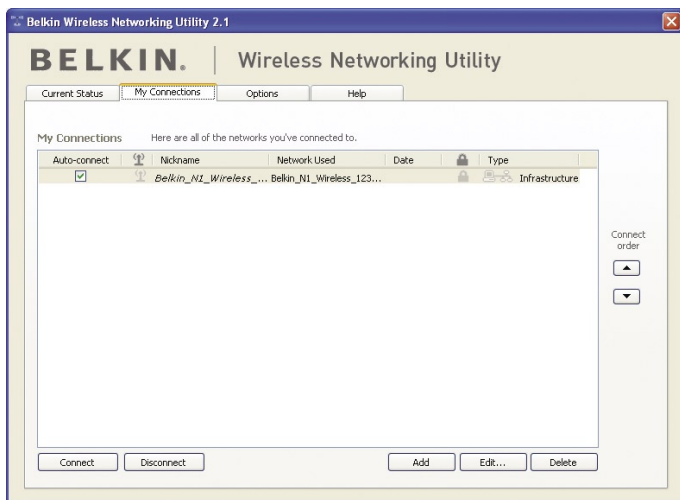 Belkin Wireless Networking Utility 2.1
BELKIN. | Wireless Networking Utility
Current Status My Connections Options Help
My Connections Here are all of the networks you've connected to.
Auto-connect Nickname Network Used Date Type
Belkin_N1_Wireless_... Belkin_N1_Wireless_123... Infrastructure
Connect
order
Connect Disconnect Add Edit... Delete